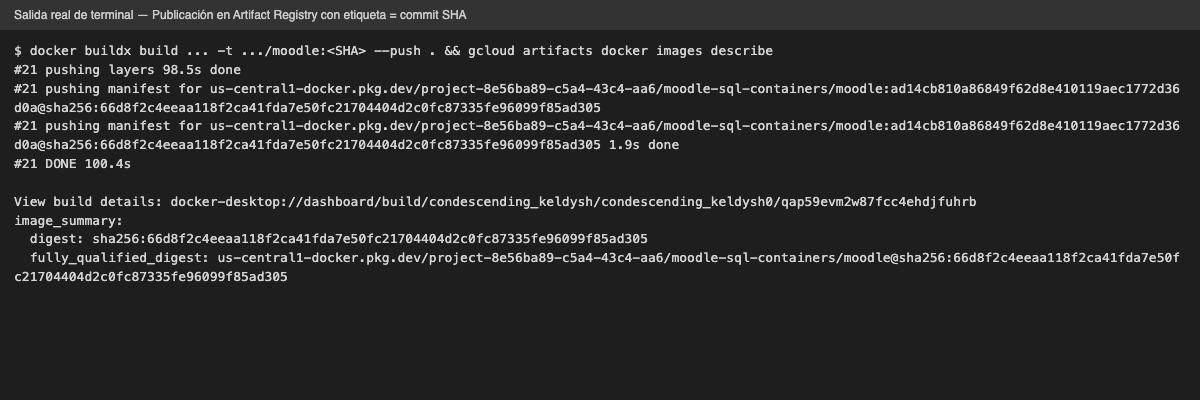 Salida real de terminal — Publicación en Artifact Registry con etiqueta = commit SHA
$ docker buildx build ... -t .../moodle:<SHA> --push . && gcloud artifacts docker images describe
#21 pushing layers 98.5s done
#21 pushing manifest for us-central1-docker.pkg.dev/project-8e56ba89-c5a4-43c4-aa6/moodle-sql-containers/moodle:ad14cb810a86849f62d8e410119aec1772d36
d0a@sha256:66d8f2c4eeaa118f2ca41fda7e50fc21704404d2c0fc87335fe96099f85ad305
#21 pushing manifest for us-central1-docker.pkg.dev/project-8e56ba89-c5a4-43c4-aa6/moodle-sql-containers/moodle:ad14cb810a86849f62d8e410119aec1772d36
d0a@sha256:66d8f2c4eeaa118f2ca41fda7e50fc21704404d2c0fc87335fe96099f85ad305 1.9s done
#21 DONE 100.4s
View build details: docker-desktop://dashboard/build/condescending_keldysh/condescending_keldysh0/qap59evm2w87fcc4ehdjfuhrb
image_summary:
digest: sha256:66d8f2c4eeaa118f2ca41fda7e50fc21704404d2c0fc87335fe96099f85ad305
fully_qualified_digest: us-central1-docker.pkg.dev/project-8e56ba89-c5a4-43c4-aa6/moodle-sql-containers/moodle@sha256:66d8f2c4eeaa118f2ca41fda7e50f
c21704404d2c0fc87335fe96099f85ad305